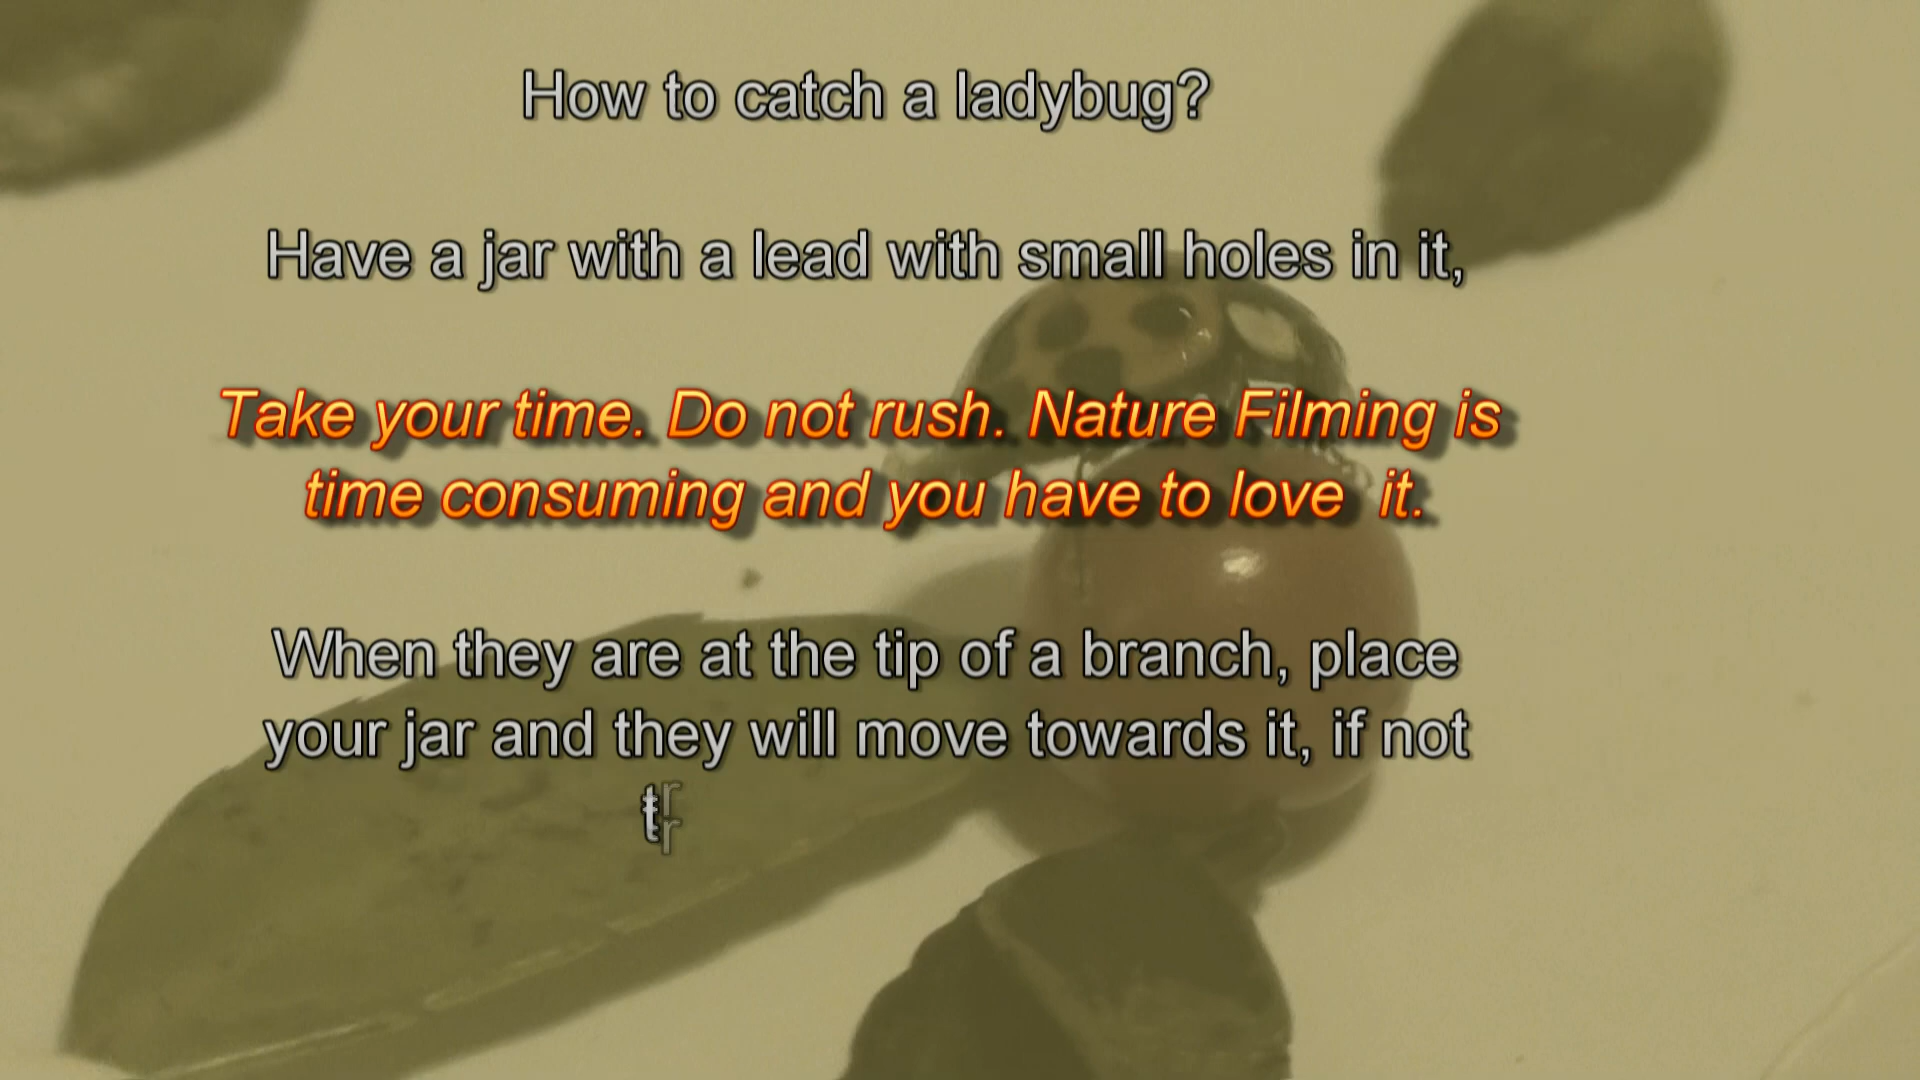 How to catch a ladybug?
Have a jar with a lead with small holes in it,
Take your time. Do not rush. Nature Filming is
time consuming and you have to love it.
When they are at the tip of a branch, place
your jar and they will move towards it, if not